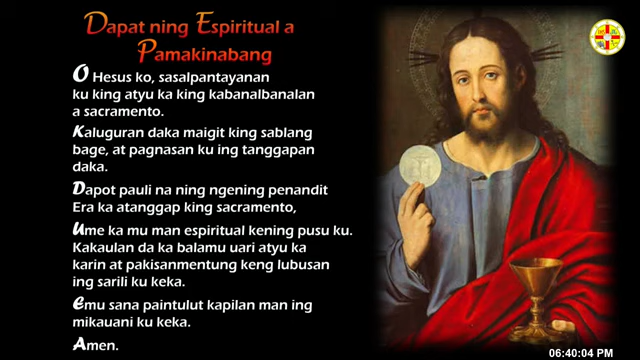 Dapat ning Espiritual a
Pamakinabang
O Hesus ko, sasalpantayanan
ku king atyu ka king kabanalbanalan
a sacramento.
Kaluguran daka maigit king sablang
bage, at pagnasan ku ing tanggapan
daka.
Dapot pauli na ning ngening penandit
Era ka atanggap king sacramento,
Ume ka mu man espiritual kening pusu ku.
Kakaulan da ka balamu uari atyu ka
karin at pakisanmentung keng lubusan
ing sarili ku keka.
emu sana paintulut kapilan man ing
mikauani ku keka.
Amen.
06:40:04 PM